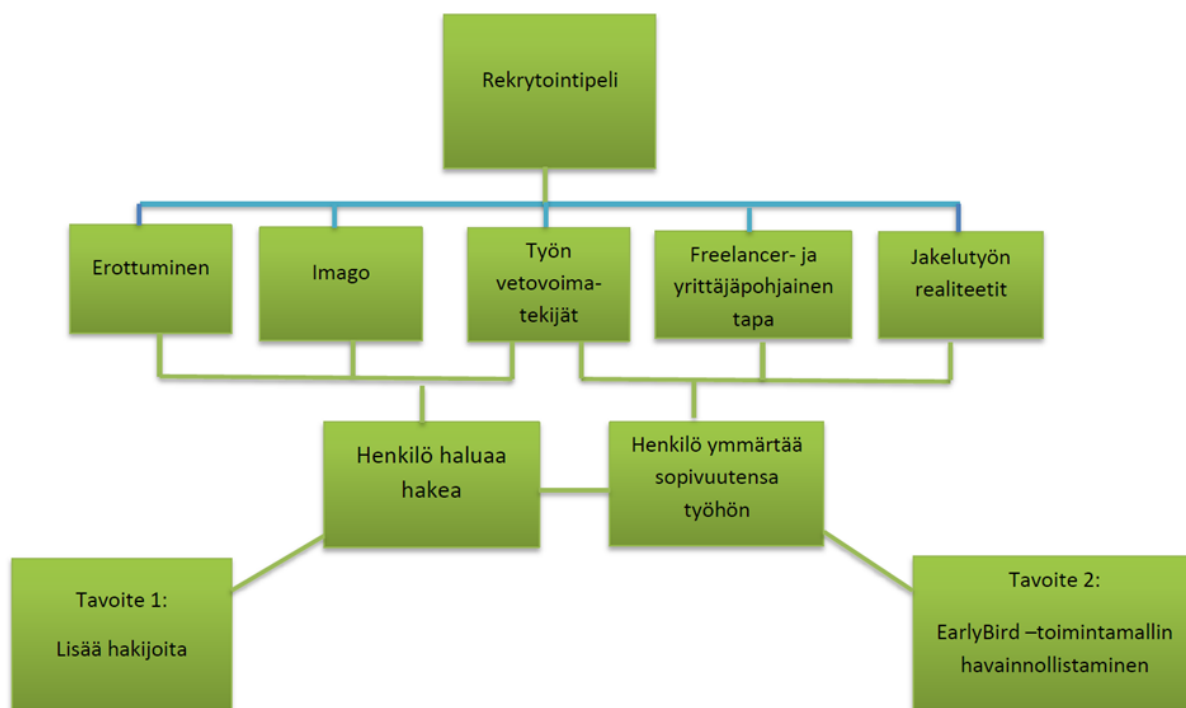 Rekrytointipeli
Erottuminen
Imago
Työn
vetovoima-
tekijät
Freelancer- ja
yrittäjäpohjainen
tapa
Jakelutyön
realiteetit
Henkilö haluaa
hakea
Henkilö ymmärtää
sopivuutensa
työhön
Tavoite 1:
Lisää hakijoita
Tavoite 2:
EarlyBird –toimintamallin
havainnollistaminen